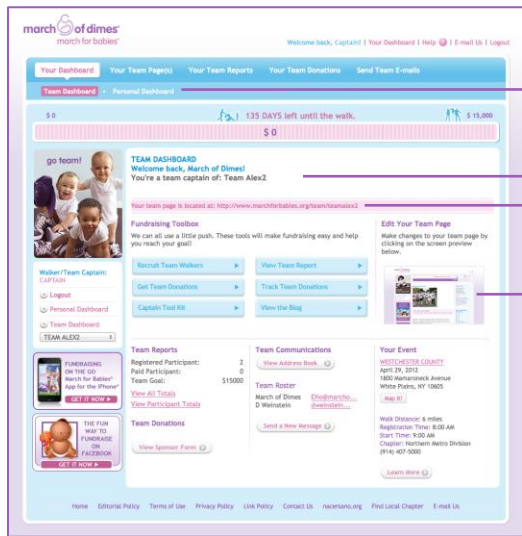 march of dimes®
march for babies®
Welcome back, Captain! | Your Dashboard | Help | E-mail Us | Logout
Your Dashboard Your Team Page(s) Your Team Reports Your Team Donations Send Team E-mails
Team Dashboard • Personal Dashboard
$ 0 135 DAYS left until the walk. $ 15,000
$ 0
go team!
TEAM DASHBOARD
Welcome back, March of Dimes!
You're a team captain of: Team Alex2
Your team page is located at: http://www.marchforbabies.org/team/teamalex2
Fundraising Toolbox
We can all use a little push. These tools will make fundraising easy and help
you reach your goal!
Recruit Team Walkers
View Team Report
Get Team Donations
Track Team Donations
Captain Tool Kit
View the Blog
Edit Your Team Page
Make changes to your team page by
clicking on the screen preview
below.
Walker/Team Captain:
CAPTAIN
Logout
Personal Dashboard
Team Dashboard
TEAM ALEX2
FUNDRAISING
ON THE GO
March for Babies®
App for the iPhone®
GET IT NOW
THE FUN
WAY TO
FUNDRAISE
ON
FACEBOOK
GET IT NOW
Team Reports
Registered Participant: 2
Paid Participant: 0
Team Goal: $15000
View All Totals
View Participant Totals
Team Donations
View Sponsor Form
Team Communications
View Address Book
Team Roster
March of Dimes EHo@marcho...
D Weinstein dweinstein...
Send a New Message
Your Event
WESTCHESTER COUNTY
April 29, 2012
1800 Mamaroneck Avenue
White Plains, NY 10605
Map It!
Walk Distance: 6 miles
Registration Time: 8:00 AM
Start Time: 9:00 AM
Chapter: Northern Metro Division
(914) 407-5000
Learn More
Home Editorial Policy Terms of Use Privacy Policy Link Policy Contact Us nacersano.org Find Local Chapter E-mail Us